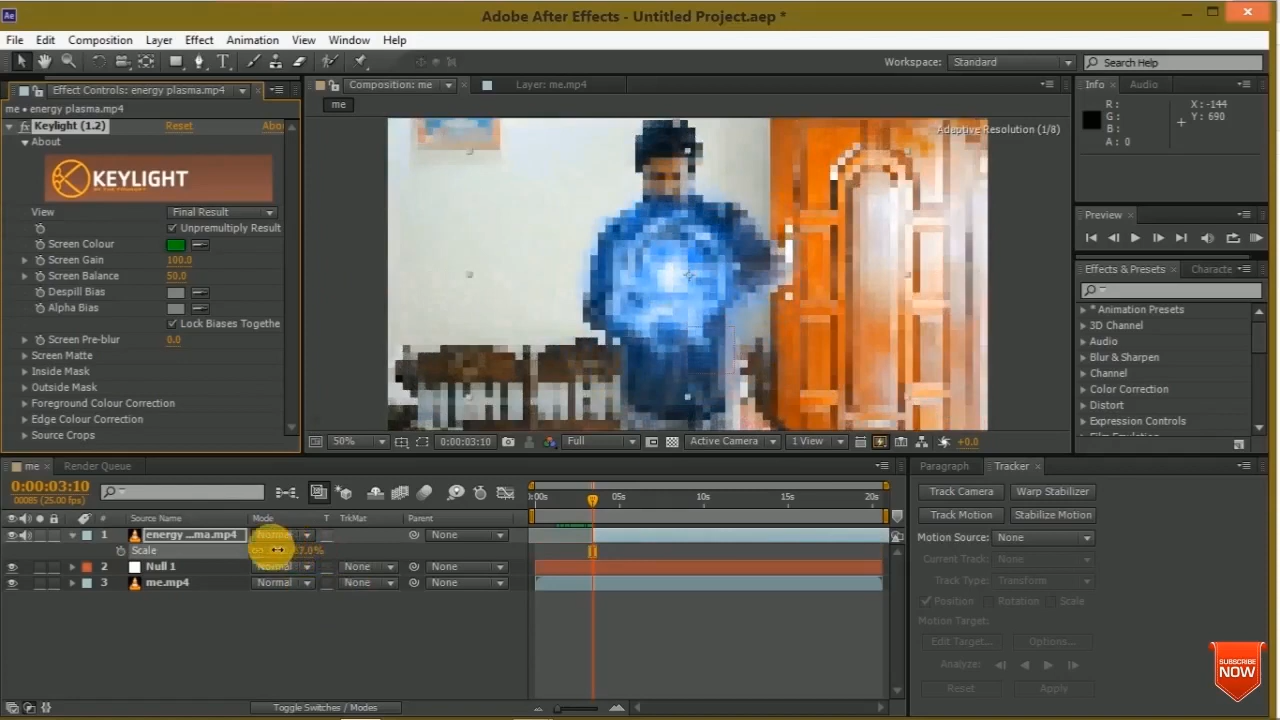 Adobe After Effects - Untitled Project.aep *
File Edit Composition Layer Effect Animation View Window Help
Workspace: Standard Search Help
Effect Controls: energy plasma.mp4
me • energy plasma.mp4
Keylight (1.2) Reset Abo
About
KEYLIGHT
View Final Result
Unpremultiply Result
Screen Colour
Screen Gain 100.0
Screen Balance 50.0
Despill Bias
Alpha Bias
Lock Biases Togethe
Screen Pre-blur 0.0
Screen Matte
Inside Mask
Outside Mask
Foreground Colour Correction
Edge Colour Correction
Source Crops
Composition: me Layer: me.mp4
me
Adaptive Resolution (1/8)
50% 0:00:03:10 Full Active Camera 1 View +0.0
Info Audio
R: X: -144
G: Y: 690
B:
A: 0
Preview
Effects & Presets Characte
* Animation Presets
3D Channel
Audio
Blur & Sharpen
Channel
Color Correction
Distort
Expression Controls
me Render Queue
0:00:03:10
00085 (25.00 fps)
# Source Name Mode T TrkMat Parent
1 energy ...ma.mp4 None
Scale
2 Null 1 Normal None None
3 me.mp4 Normal None None
Toggle Switches / Modes
05s 10s 15s 20s
Paragraph Tracker
Track Camera Warp Stabilizer
Track Motion Stabilize Motion
Motion Source: None
Current Track: None
Track Type: Transform
Position Rotation Scale
Motion Target:
Edit Target... Options...
Analyze:
Reset Apply
SUBSCRIBE
NOW